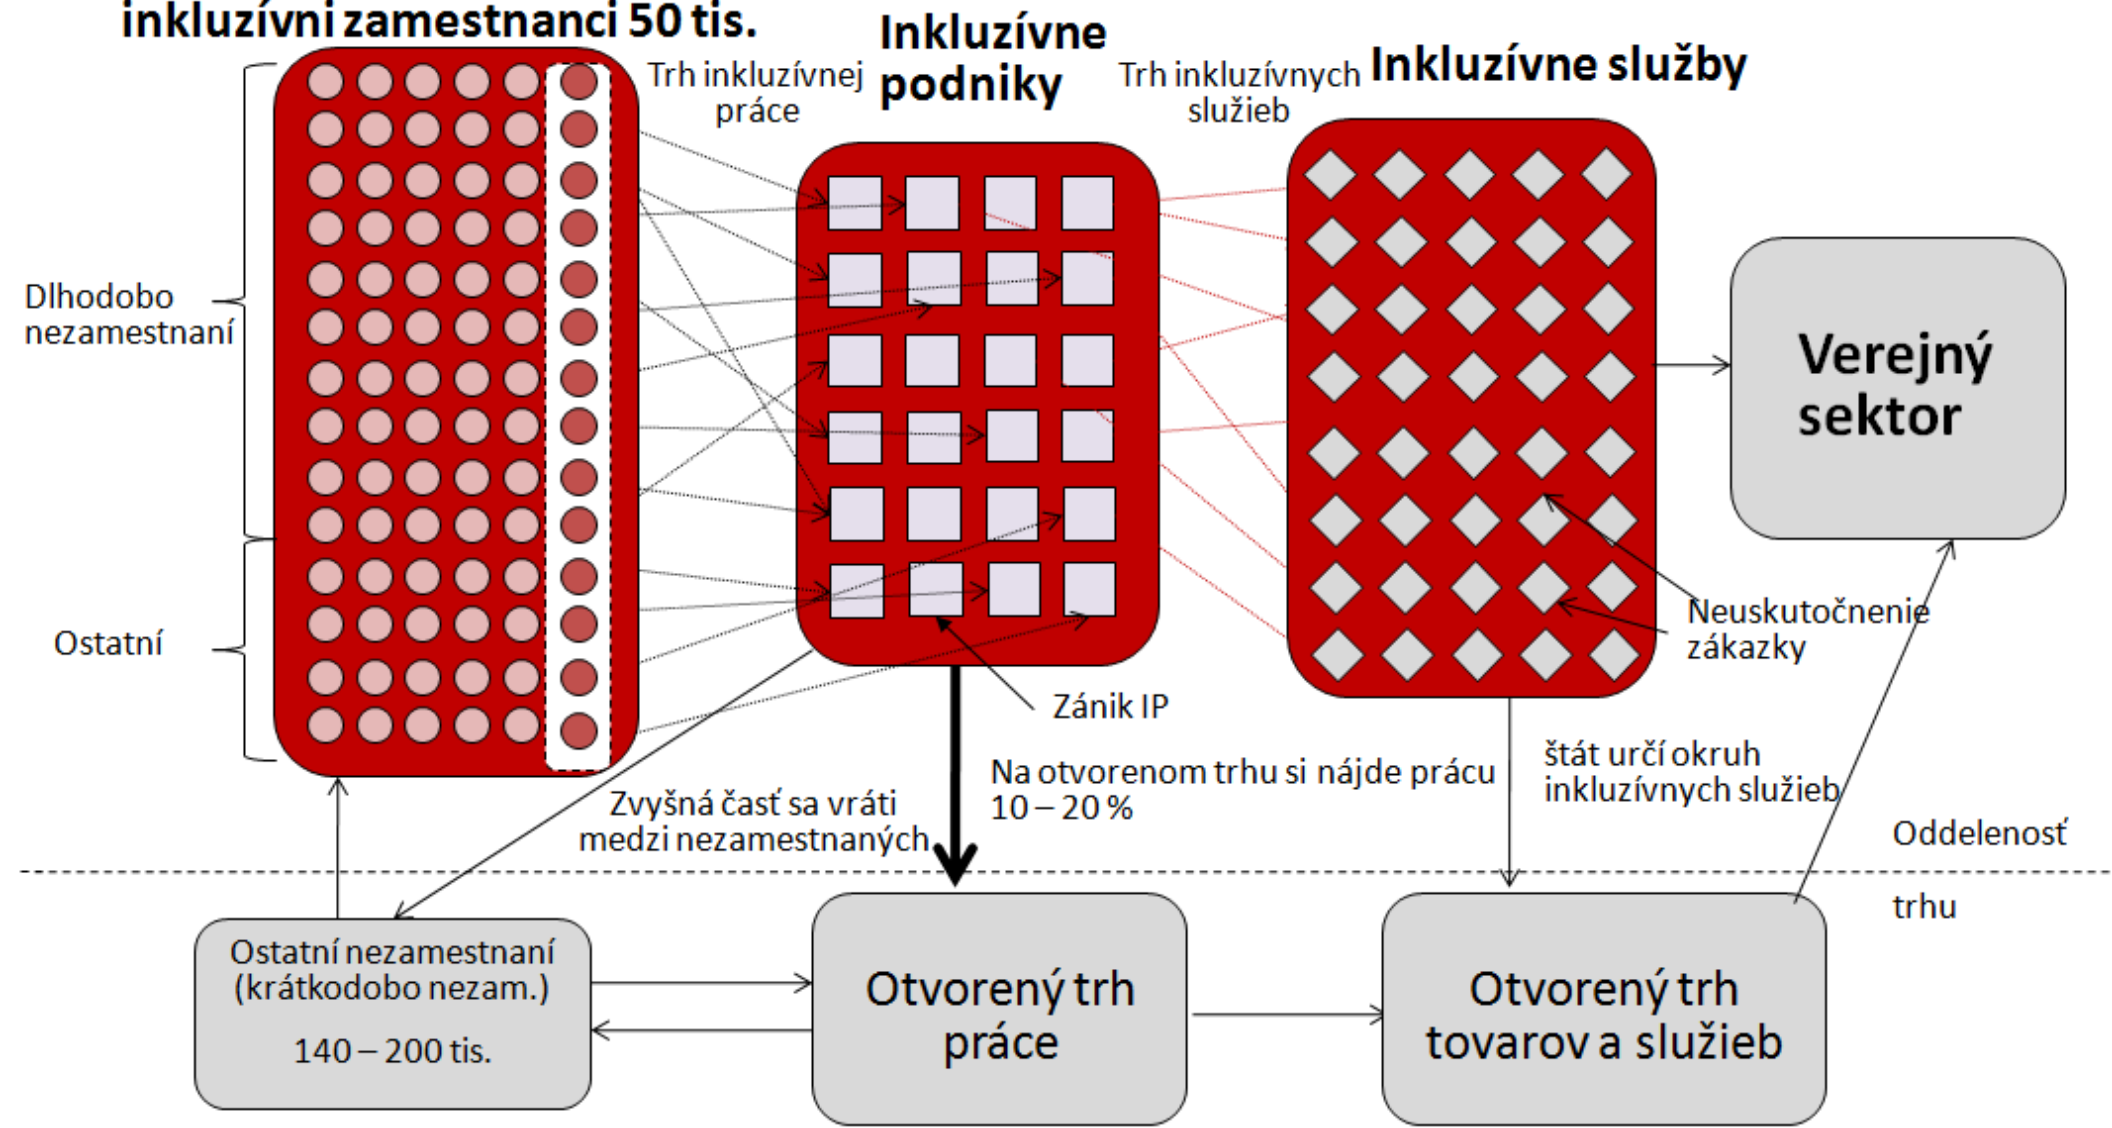 inkluzívni zamestnanci 50 tis.
Trh inkluzívnej
práce
Inkluzívne
podniky
Trh inkluzívnych
služieb
Inkluzívne služby
Dlhodobo
nezamestnaní
Ostatní
Verejný
sektor
Neuskutočnenie
zákazky
Zánik IP
Na otvorenom trhu si nájde prácu
10 – 20 %
štát určí okruh
inkluzívnych služieb
Zvyšná časť sa vráti
medzi nezamestnaných
Oddelenosť
trhu
Ostatní nezamestnaní
(krátkodobo nezam.)
140 – 200 tis.
Otvorený trh
práce
Otvorený trh
tovarov a služieb